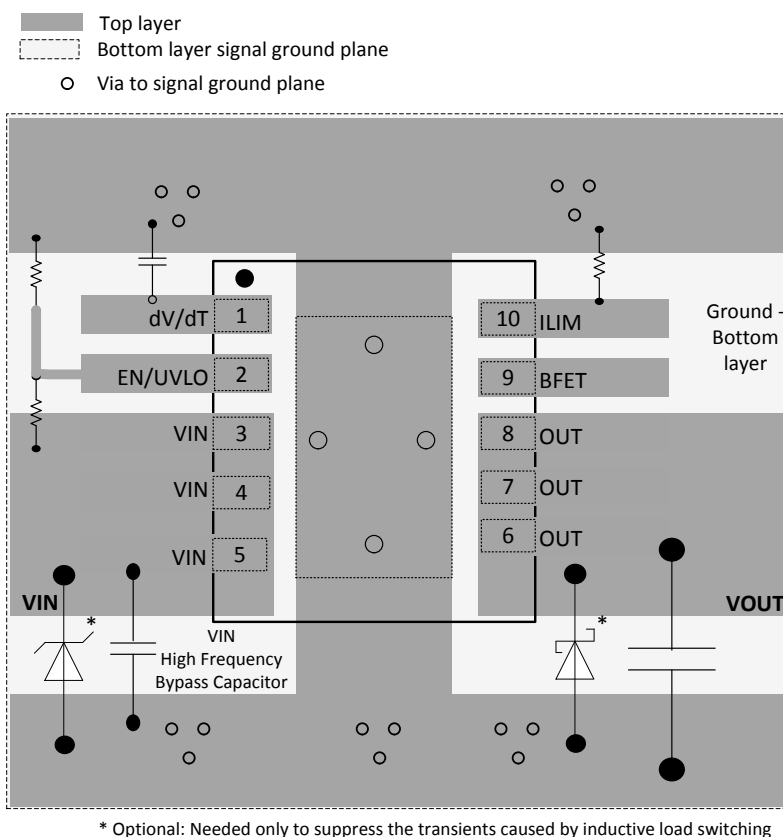 Top layer
Bottom layer signal ground plane
Via to signal ground plane
dV/dT 1
EN/UVLO 2
VIN 3
VIN 4
VIN 5
10 ILIM
9 BFET
8 OUT
7 OUT
6 OUT
Ground -
Bottom
layer
VIN
*
VIN
High Frequency
Bypass Capacitor
*
VOUT
* Optional: Needed only to suppress the transients caused by inductive load switching